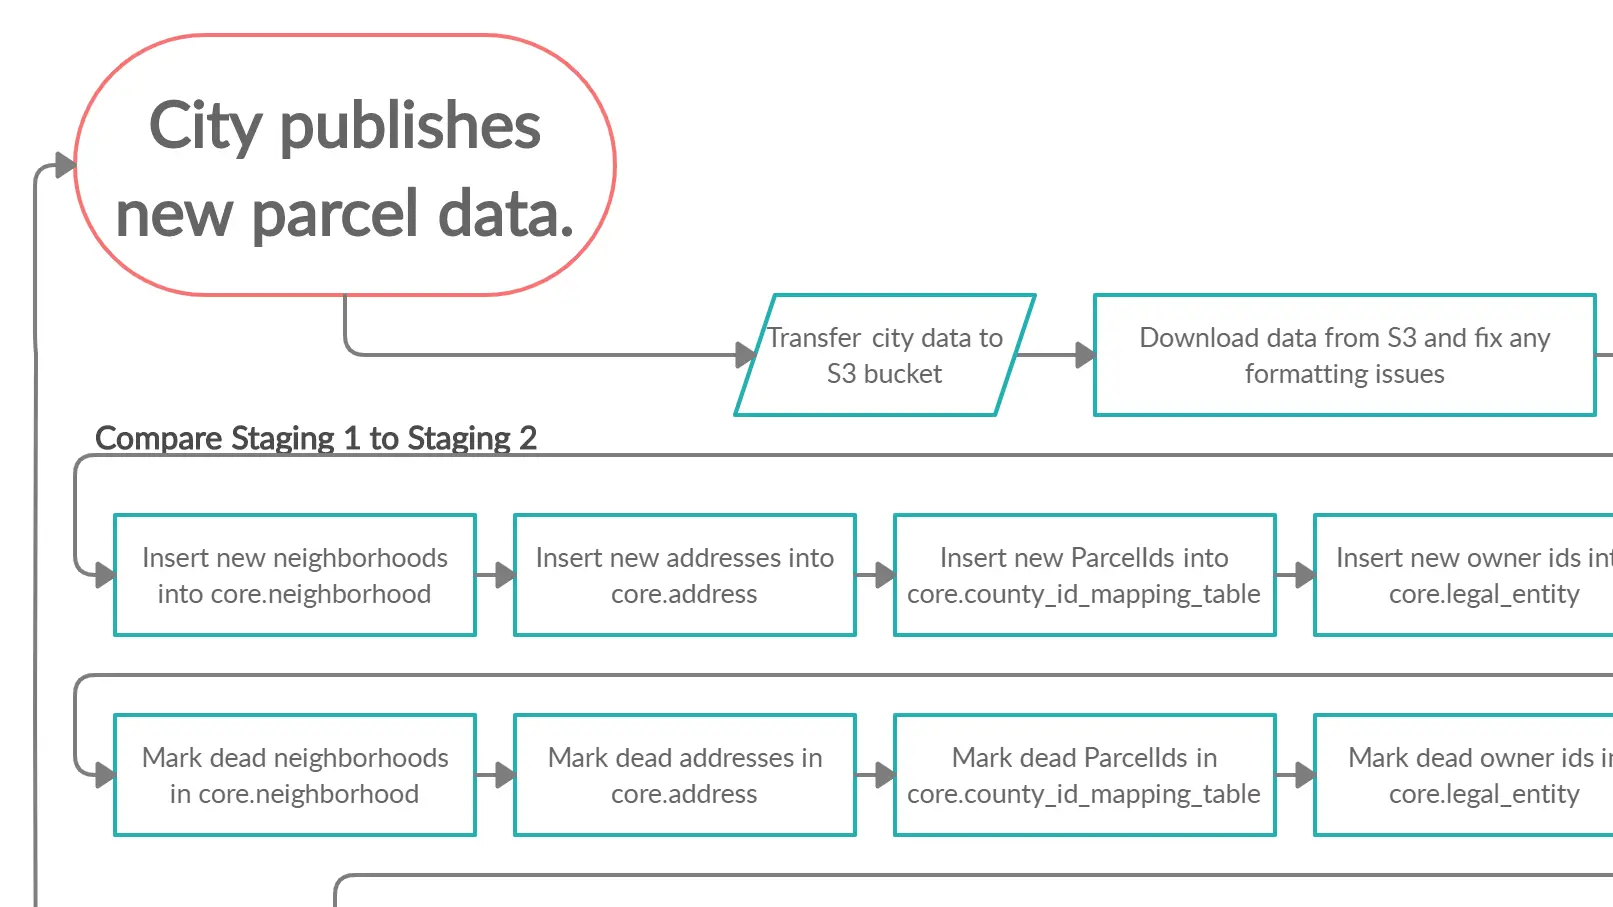 City publishes
new parcel data.
Transfer city data to
S3 bucket
Download data from S3 and fix any
formatting issues
Compare Staging 1 to Staging 2
Insert new neighborhoods
into core.neighborhood
Insert new addresses into
core.address
Insert new ParcelIds into
core.county_id_mapping_table
Insert new owner ids
core.legal_entity
Mark dead neighborhoods
in core.neighborhood
Mark dead addresses in
core.address
Mark dead ParcelIds in
core.county_id_mapping_table
Mark dead owner ids
core.legal_entity